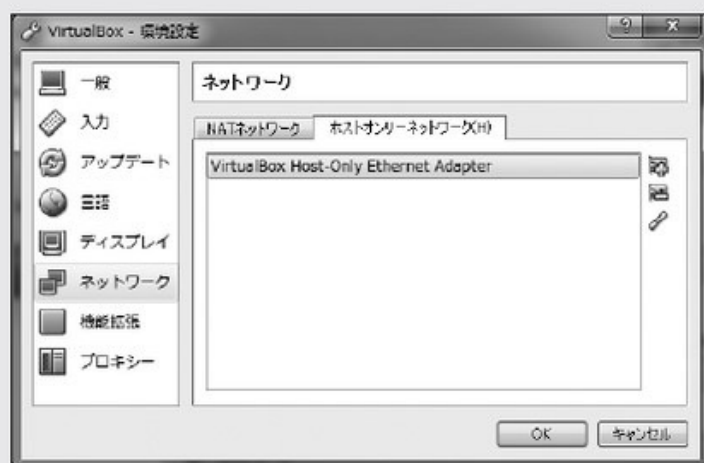 VirtualBox - 環境設定
一般
入力
アップデート
言語
ディスプレイ
ネットワーク
機能拡張
プロキシー
ネットワーク
NATネットワーク
ホストオンリーネットワーク(H)
VirtualBox Host-Only Ethernet Adapter
OK
キャンセル